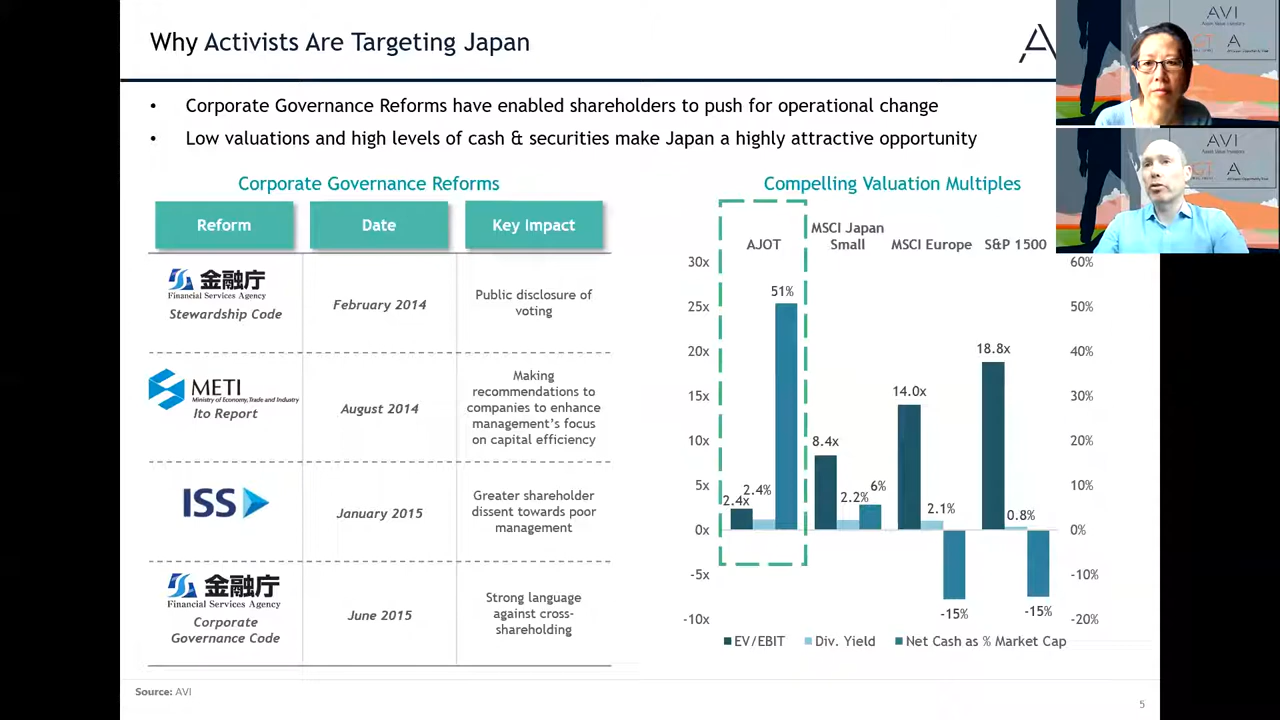 Why Activists Are Targeting Japan
• Corporate Governance Reforms have enabled shareholders to push for operational change
• Low valuations and high levels of cash & securities make Japan a highly attractive opportunity
Corporate Governance Reforms
Reform
Date
Key Impact
金融庁
Financial Services Agency
Stewardship Code
February 2014
Public disclosure of
voting
METI
Ministry of Economy, Trade and Industry
Ito Report
August 2014
Making
recommendations to
companies to enhance
management's focus
on capital efficiency
ISS
January 2015
Greater shareholder
dissent towards poor
management
金融庁
Financial Services Agency
Corporate
Governance Code
June 2015
Strong language
against cross-
shareholding
Compelling Valuation Multiples
AJOT
MSCI Japan
Small
MSCI Europe
S&P 1500
30x
25x
20x
15x
10x
5x
0x
-5x
-10x
2.4x
2.4%
51%
8.4x
2.2%
6%
14.0x
2.1%
-15%
18.8x
0.8%
-15%
60%
50%
40%
30%
20%
10%
0%
-10%
-20%
EV/EBIT
Div. Yield
Net Cash as % Market Cap
Source: AVI
5
AVI
AVI